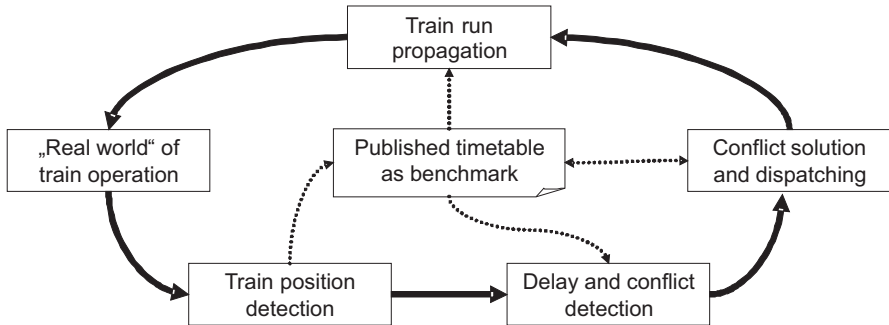 Train run
propagation
„Real world“ of
train operation
Published timetable
as benchmark
Conflict solution
and dispatching
Train position
detection
Delay and conflict
detection